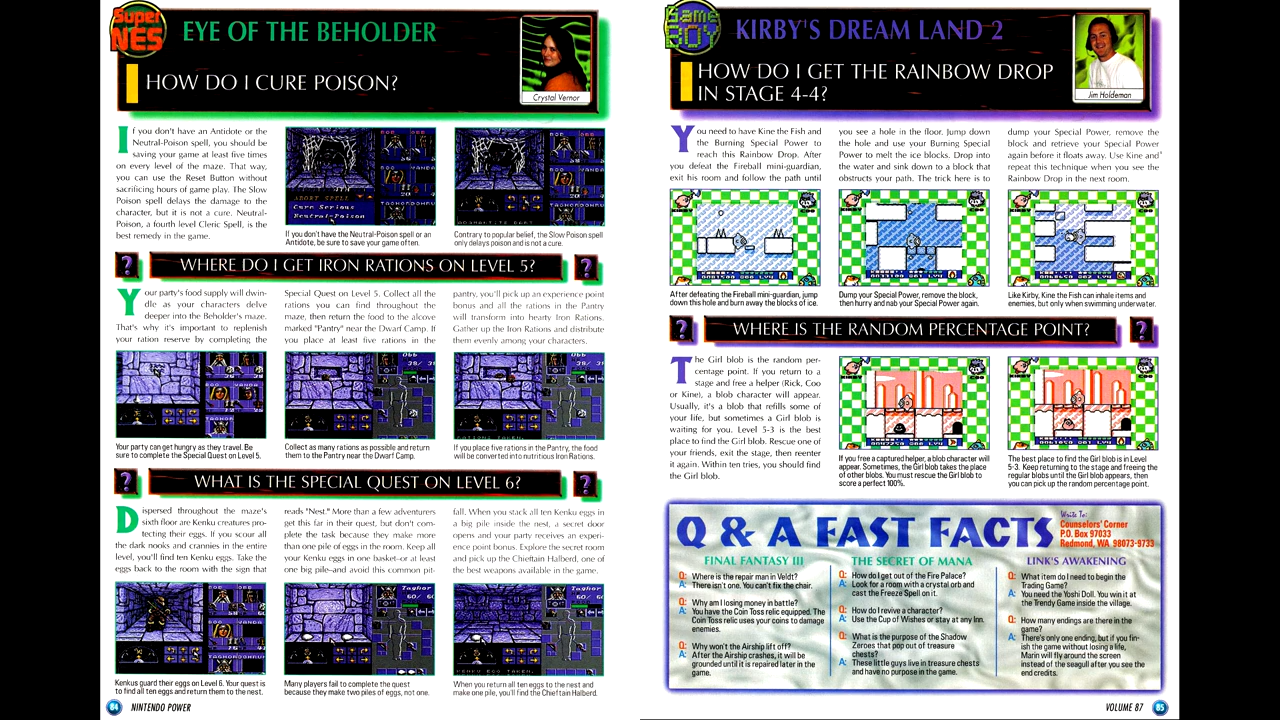 Super
NES
EYE OF THE BEHOLDER
HOW DO I CURE POISON?
Crystal Vernor
If you don't have an Antidote or the
Neutral-Poison spell, you should be
saving your game at least five times
on every level of the maze. That way,
you can use the Reset Button without
sacrificing hours of game play. The Slow
Poison spell delays the damage to the
character, but it is not a cure. Neutral-
Poison, a fourth level Cleric Spell, is the
best remedy in the game.
ABORT SPELL
Cure Serious
Neutral-Poison
If you don't have the Neutral-Poison spell or an
Antidote, be sure to save your game often.
Contrary to popular belief, the Slow Poison spell
only delays poison and is not a cure.
? WHERE DO I GET IRON RATIONS ON LEVEL 5? ?
Your party's food supply will dwin-
dle as your characters delve
deeper into the Beholder's maze.
That's why it's important to replenish
your ration reserve by completing the
Special Quest on Level 5. Collect all the
rations you can find throughout the
maze, then return the food to the alcove
marked "Pantry" near the Dwarf Camp. If
you place at least five rations in the
pantry, you'll pick up an experience point
bonus and all the rations in the Pantry
will transform into hearty Iron Rations.
Gather up the Iron Rations and distribute
them evenly among your characters.
Your party can get hungry as they travel. Be
sure to complete the Special Quest on Level 5.
Collect as many rations as possible and return
them to the Pantry near the Dwarf Camp.
If you place five rations in the Pantry, the food
will be converted into nutritious Iron Rations.
? WHAT IS THE SPECIAL QUEST ON LEVEL 6? ?
Dispersed throughout the maze's
sixth floor are Kenku creatures pro-
tecting their eggs. If you scour all
the dark nooks and crannies in the entire
level, you'll find ten Kenku eggs. Take the
eggs back to the room with the sign that
reads "Nest." More than a few adventurers
get this far in their quest, but don't com-
plete the task because they make more
than one pile of eggs in the room. Keep all
your Kenku eggs in one basket–or at least
one big pile–and avoid this common pit-
fall. When you stack all ten Kenku eggs in
a big pile inside the nest, a secret door
opens and your party receives an experi-
ence point bonus. Explore the secret room
and pick up the Chieftain Halberd, one of
the best weapons available in the game.
Taghor
Taghor
KENKU EGG TAKEN.
Kenkus guard their eggs on Level 6. Your quest is
to find all ten eggs and return them to the nest.
Many players fail to complete the quest
because they make two piles of eggs, not one.
When you return all ten eggs to the nest and
make one pile, you'll find the Chieftain Halberd.
84 NINTENDO POWER
Game
BOY
KIRBY'S DREAM LAND 2
HOW DO I GET THE RAINBOW DROP
IN STAGE 4-4?
Jim Holdeman
You need to have Kine the Fish and
the Burning Special Power to
reach this Rainbow Drop. After
you defeat the Fireball mini-guardian,
exit his room and follow the path until
you see a hole in the floor. Jump down
the hole and use your Burning Special
Power to melt the ice blocks. Drop into
the water and sink down to a block that
obstructs your path. The trick here is to
dump your Special Power, remove the
block and retrieve your Special Power
again before it floats away. Use Kine and
repeat this technique when you see the
Rainbow Drop in the next room.
KIRBY
COO
KIRBY
COO
KIRBY
COO
After defeating the Fireball mini-guardian, jump
down this hole and burn away the blocks of ice.
Dump your Special Power, remove the block,
then hurry and nab your Special Power again.
Like Kirby, Kine the Fish can inhale items and
enemies, but only when swimming underwater.
? WHERE IS THE RANDOM PERCENTAGE POINT? ?
The Girl blob is the random per-
centage point. If you return to a
stage and free a helper (Rick, Coo
or Kine), a blob character will appear.
Usually, it's a blob that refills some of
your life, but sometimes a Girl blob is
waiting for you. Level 5-3 is the best
place to find the Girl blob. Rescue one of
your friends, exit the stage, then reenter
it again. Within ten tries, you should find
the Girl blob.
KIRBY
COO
KIRBY
COO
If you free a captured helper, a blob character will
appear. Sometimes, the Girl blob takes the place
of other blobs. You must rescue the Girl blob to
score a perfect 100%.
The best place to find the Girl blob is in Level
5-3. Keep returning to the stage and freeing the
regular blobs until the Girl blob appears, then
you can pick up the random percentage point.
Q & A FAST FACTS
Write To:
Counselors' Corner
P.O. Box 97033
Redmond, WA 98073-9733
FINAL FANTASY III
Q: Where is the repair man in Veldt?
A: There isn't one. You can't fix the chair.
Q: Why am I losing money in battle?
A: You have the Coin Toss relic equipped. The
Coin Toss relic uses your coins to damage
enemies.
Q: Why won't the Airship lift off?
A: After the Airship crashes, it will be
grounded until it is repaired later in the
game.
THE SECRET OF MANA
Q: How do I get out of the Fire Palace?
A: Look for a room with a crystal orb and
cast the Freeze Spell on it.
Q: How do I revive a character?
A: Use the Cup of Wishes or stay at any Inn.
Q: What is the purpose of the Shadow
Zeroes that pop out of treasure
chests?
A: These little guys live in treasure chests
and have no purpose in the game.
LINK'S AWAKENING
Q: What item do I need to begin the
Trading Game?
A: You need the Yoshi Doll. You win it at
the Trendy Game inside the village.
Q: How many endings are there in the
game?
A: There's only one ending, but if you fin-
ish the game without losing a life,
Marin will fly around the screen
instead of the seagull after you see the
end credits.
VOLUME 87 85